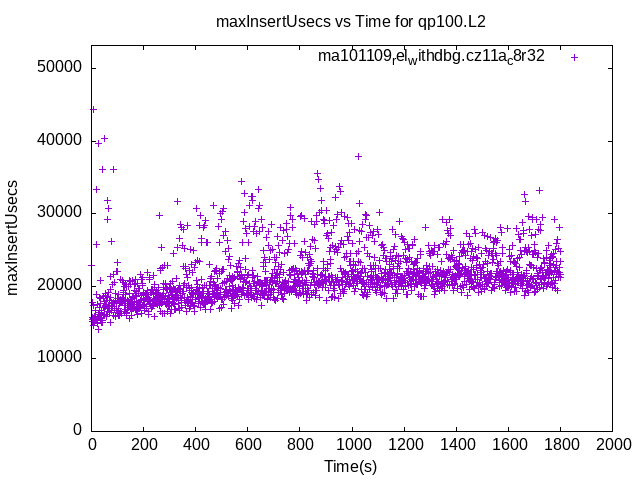 maxInsertUsecs vs Time for qp100.L2
ma101109relwithdbg.cz11ac8r32
50000
40000
30000
20000
10000
0
maxInsertUsecs
0 200 400 600 800 1000 1200 1400 1600 1800 2000
Time(s)